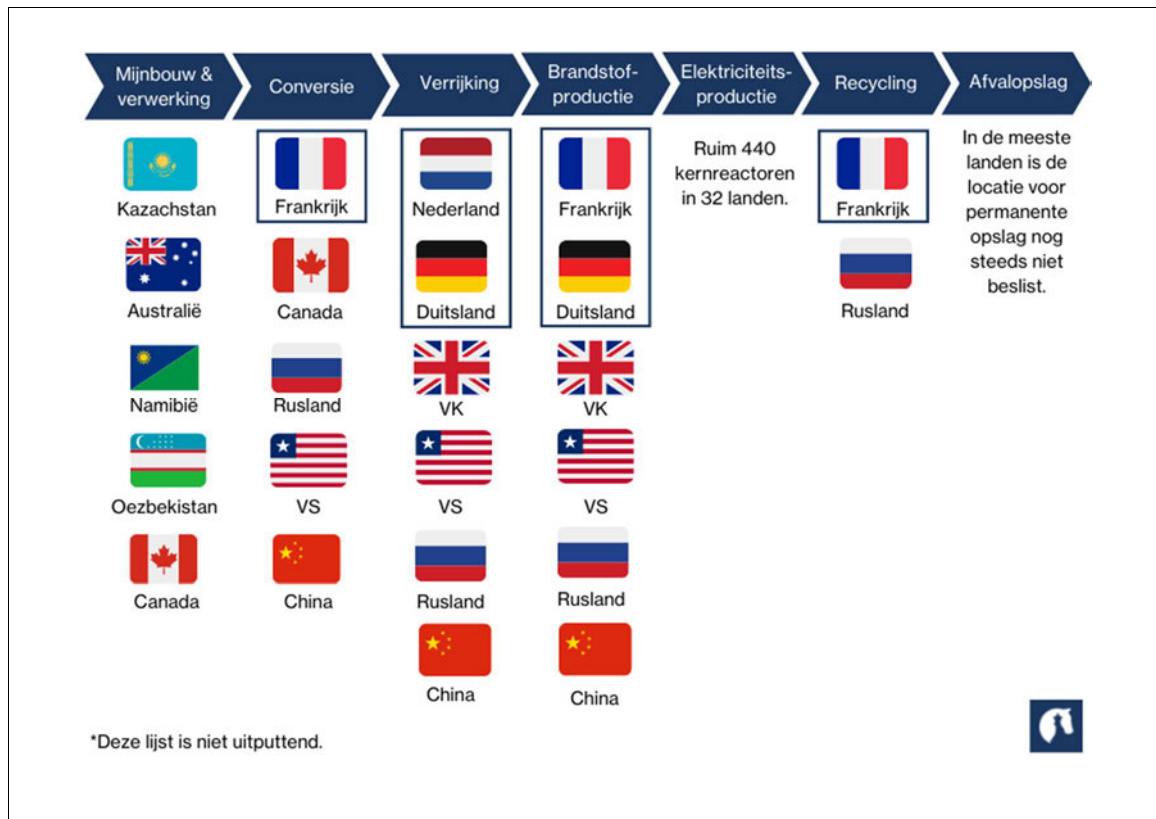 Mijnbouw &
verwerking
Conversie
Verrijking
Brandstof-
productie
Elektriciteits-
productie
Recycling
Afvalopslag
Kazachstan
Australië
Namibië
Oezbekistan
Canada
Frankrijk
Canada
Rusland
VS
China
Nederland
Duitsland
VK
VS
Rusland
China
Frankrijk
Duitsland
VK
VS
Rusland
China
Ruim 440
kernreactoren
in 32 landen.
Frankrijk
Rusland
In de meeste
landen is de
locatie voor
permanente
opslag nog
steeds niet
beslist.
*Deze lijst is niet uitputtend.